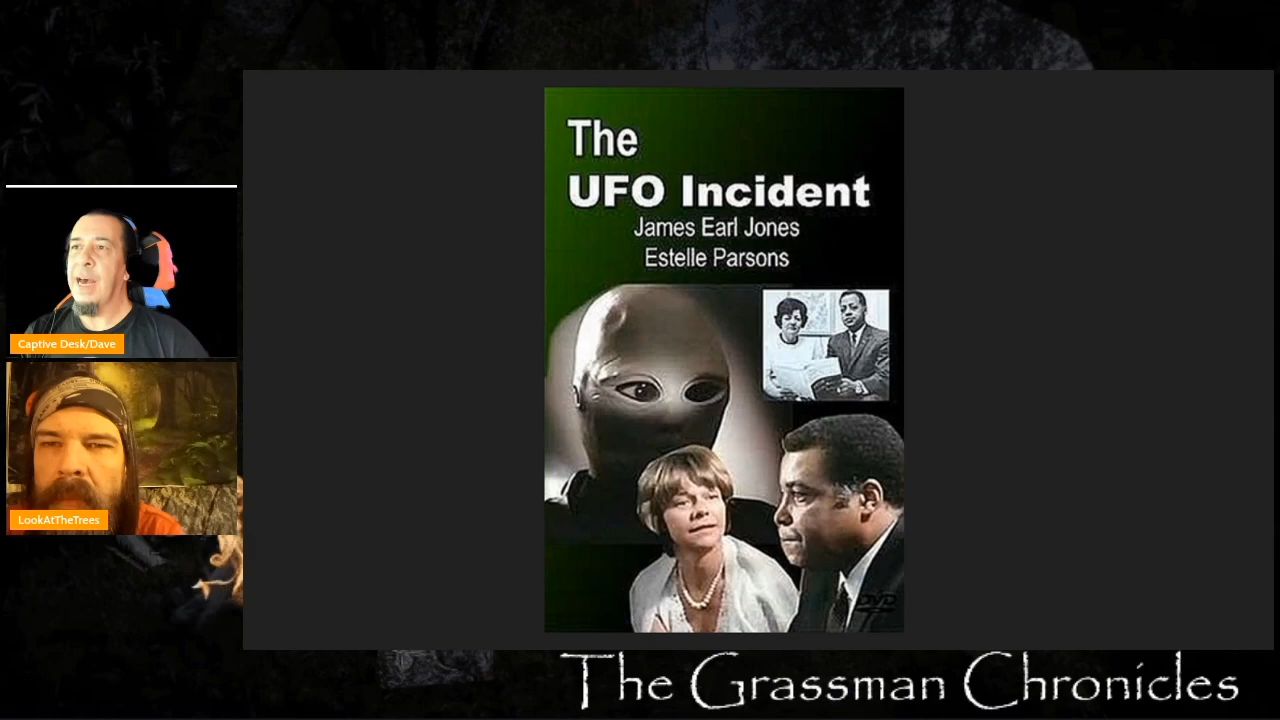 The
UFO Incident
James Earl Jones
Estelle Parsons
Captive Desk/Dave
LookAtTheTrees
DVD
The Grassman Chronicles